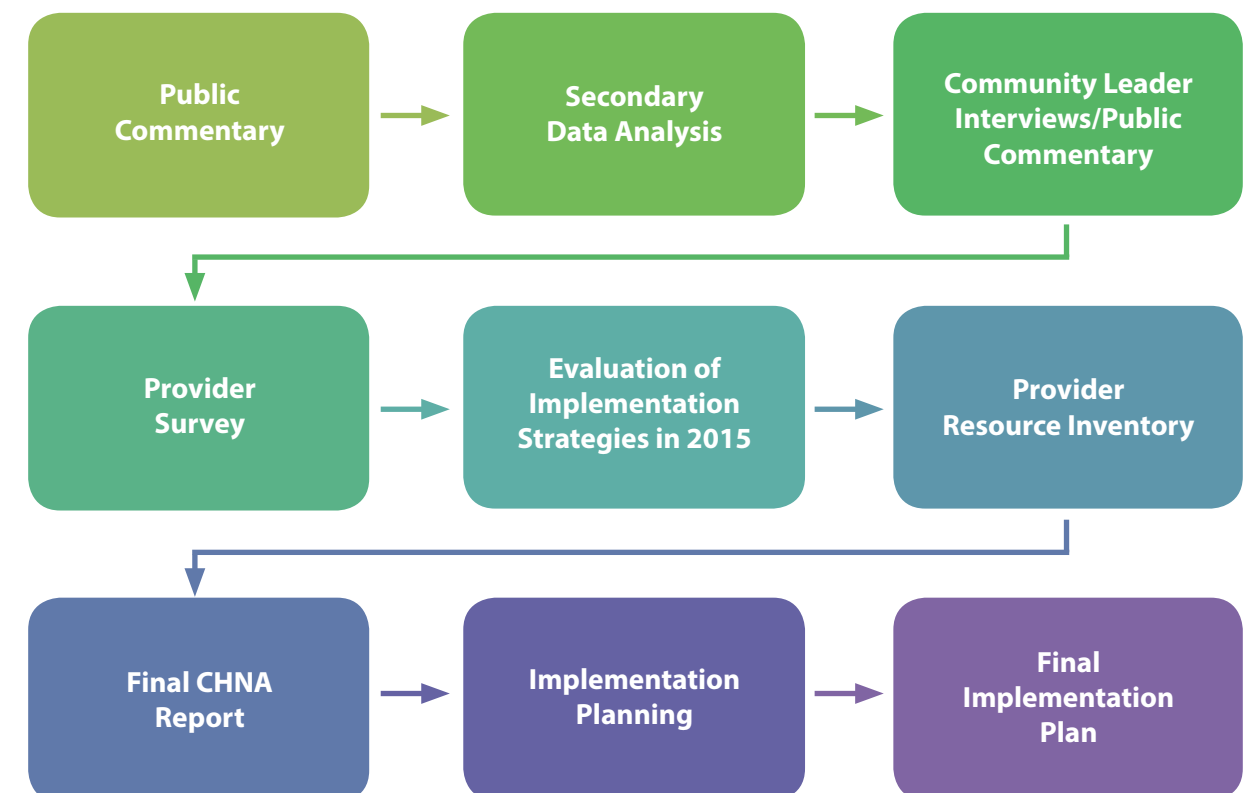 Public
Commentary
Secondary
Data Analysis
Community Leader
Interviews/Public
Commentary
Provider
Survey
Evaluation of
Implementation
Strategies in 2015
Provider
Resource Inventory
Final CHNA
Report
Implementation
Planning
Final
Implementation
Plan